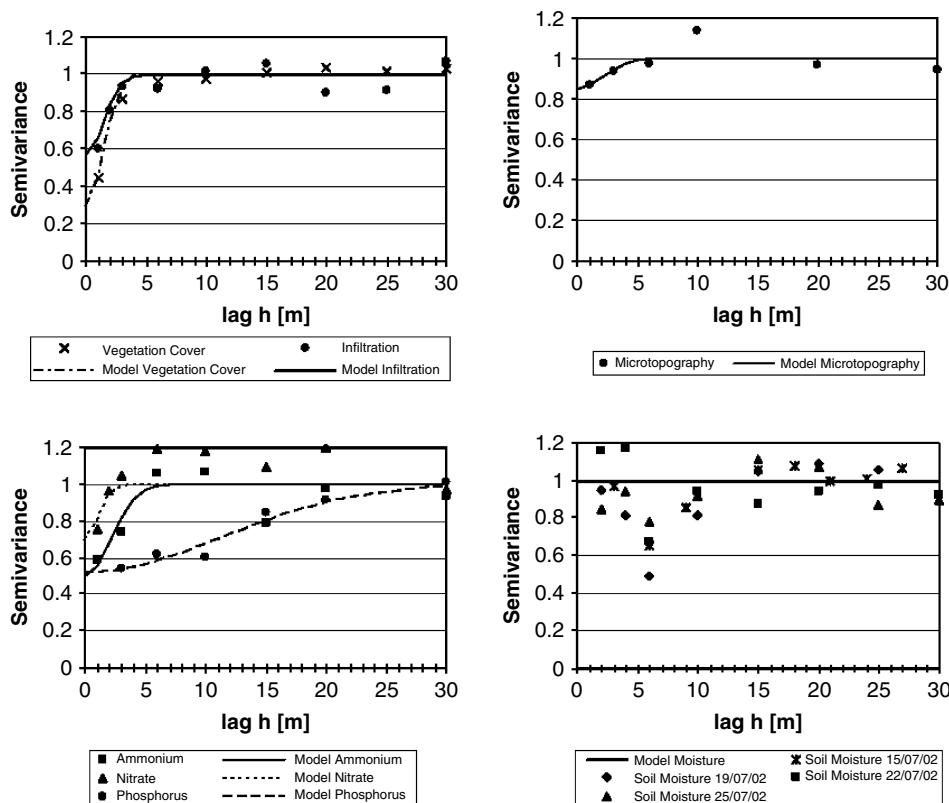 1.2
1
0.8
0.6
0.4
0.2
0
Semivariance
0 5 10 15 20 25 30
lag h [m]
Vegetation Cover
Infiltration
Model Vegetation Cover
Model Infiltration
1.2
1
0.8
0.6
0.4
0.2
0
Semivariance
0 5 10 15 20 25 30
lag h [m]
Microtopography
Model Microtopography
1.2
1
0.8
0.6
0.4
0.2
0
Semivariance
0 5 10 15 20 25 30
lag h [m]
Ammonium
Model Ammonium
Nitrate
Model Nitrate
Phosphorus
Model Phosphorus
1.2
1
0.8
0.6
0.4
0.2
0
Semivariance
0 5 10 15 20 25 30
lag h [m]
Model Moisture
Soil Moisture 15/07/02
Soil Moisture 19/07/02
Soil Moisture 22/07/02
Soil Moisture 25/07/02